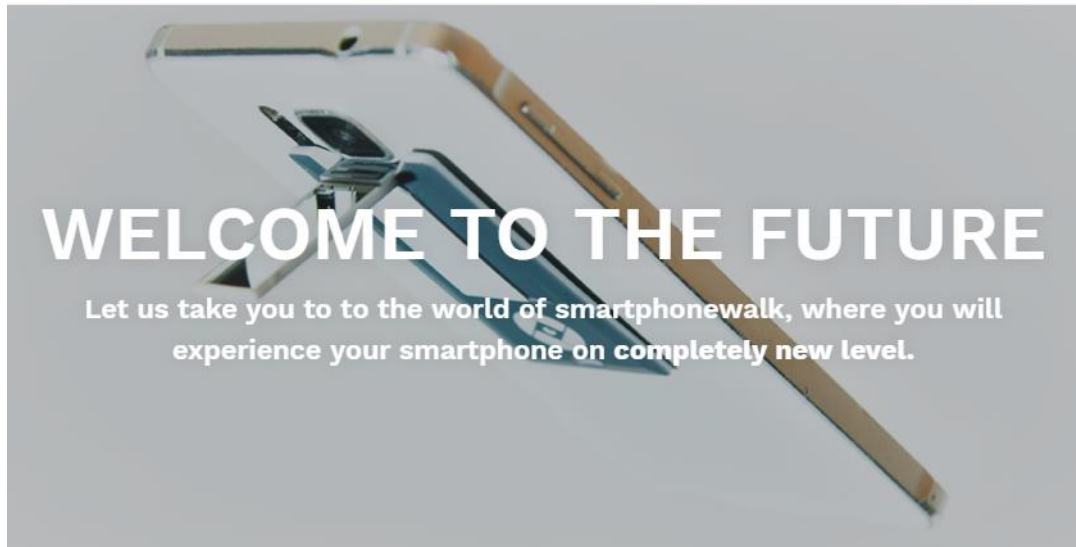 WELCOME TO THE FUTURE
Let us take you to to the world of smartphonewalk, where you will
experience your smartphone on completely new level.